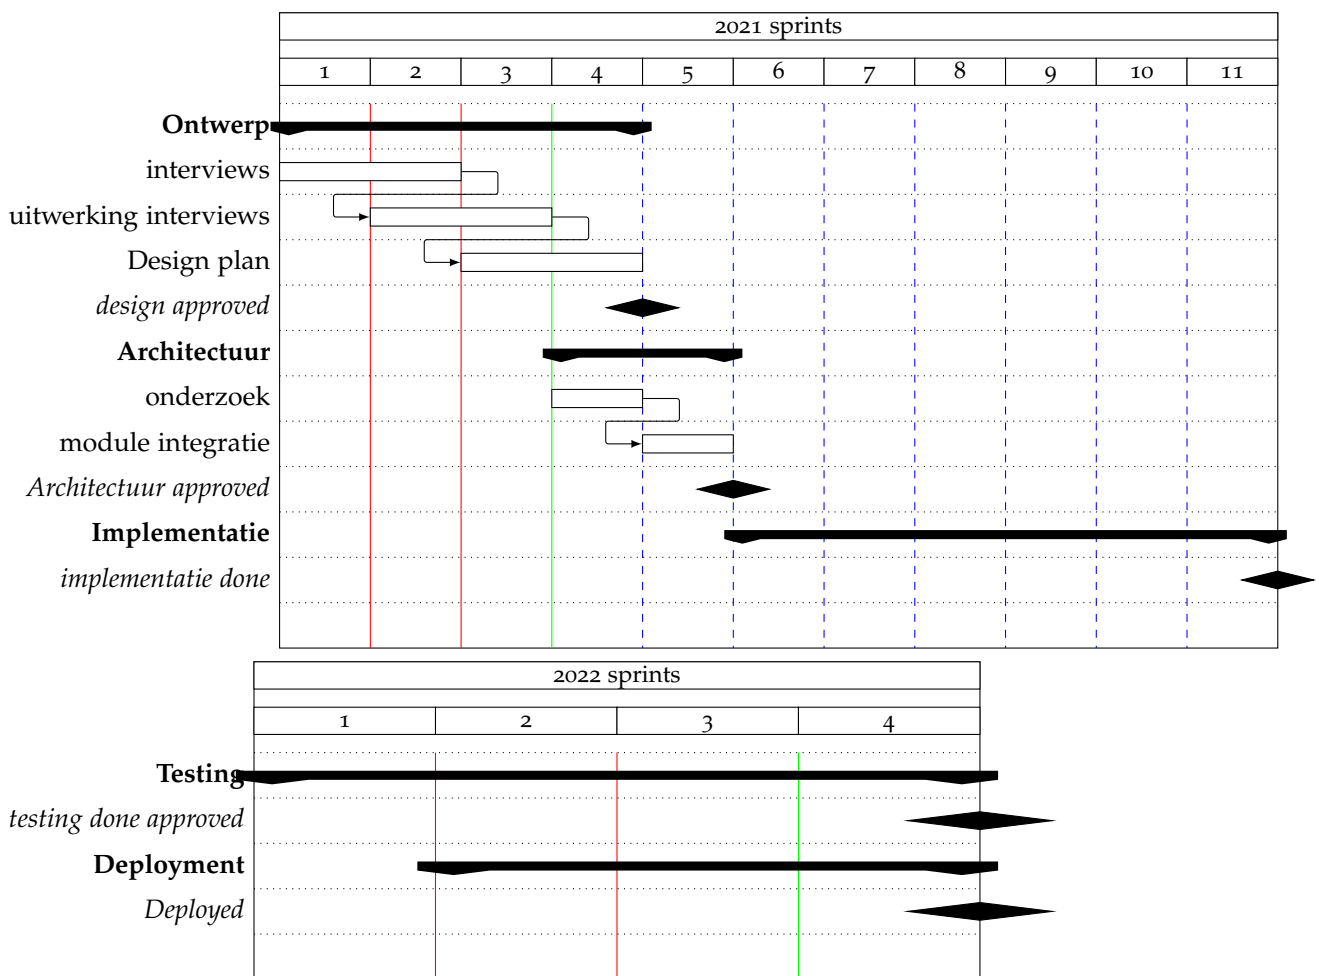 2021 sprints
1 2 3 4 5 6 7 8 9 10 11
Ontwerp
interviews
uitwerking interviews
Design plan
design approved
Architectuur
onderzoek
module integratie
Architectuur approved
Implementatie
implementatie done
2022 sprints
1 2 3 4
Testing
testing done approved
Deployment
Deployed